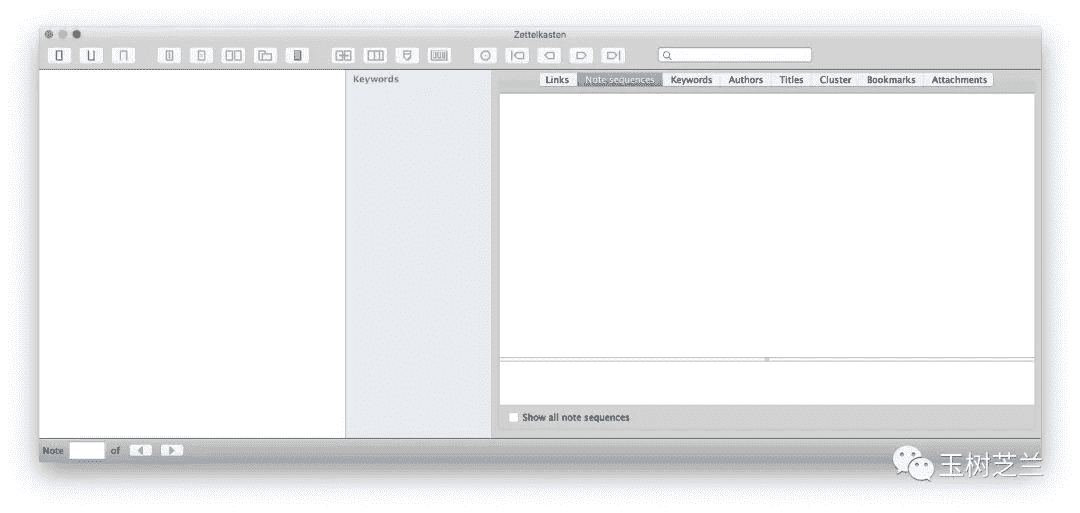 Zettelkasten
Keywords
Links Note sequences Keywords Authors Titles Cluster Bookmarks Attachments
Show all note sequences
Note of
玉树芝兰